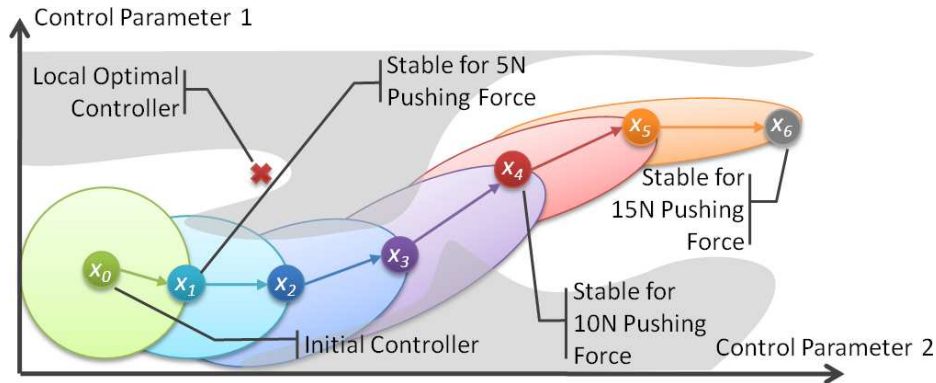 Control Parameter 1
Local Optimal
Controller
Stable for 5N
Pushing Force
x0
x1
x2
x3
x4
x5
x6
Stable for
15N Pushing
Force
Stable for
10N Pushing
Force
Initial Controller
Control Parameter 2